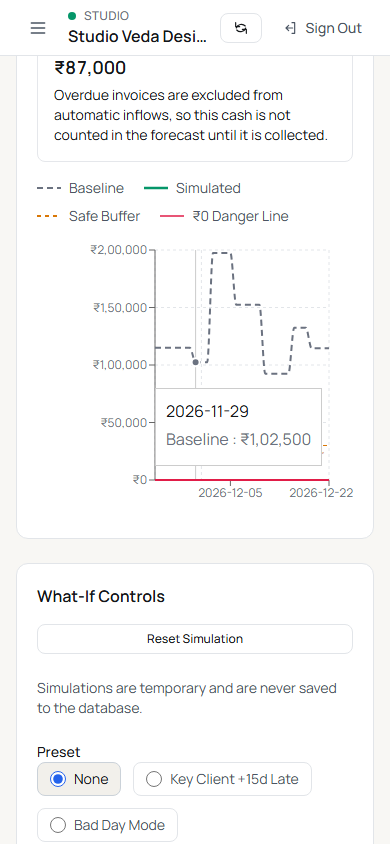 STUDIO
Studio Veda Desi...
Sign Out
₹87,000
Overdue invoices are excluded from
automatic inflows, so this cash is not
counted in the forecast until it is collected.
Baseline
Simulated
Safe Buffer
₹0 Danger Line
₹2,00,000
₹1,50,000
₹1,00,000
₹50,000
₹0
2026-11-29
Baseline : ₹1,02,500
2026-12-05
2026-12-22
What-If Controls
Reset Simulation
Simulations are temporary and are never saved
to the database.
Preset
None
Key Client +15d Late
Bad Day Mode